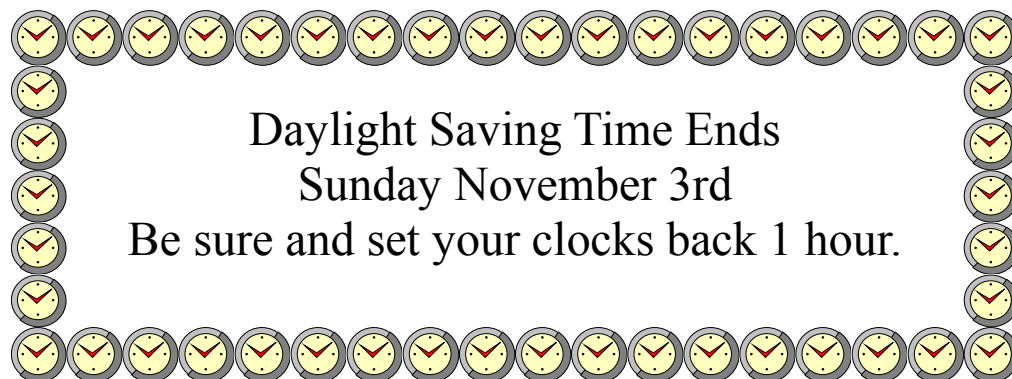 Daylight Saving Time Ends
Sunday November 3rd
Be sure and set your clocks back 1 hour.